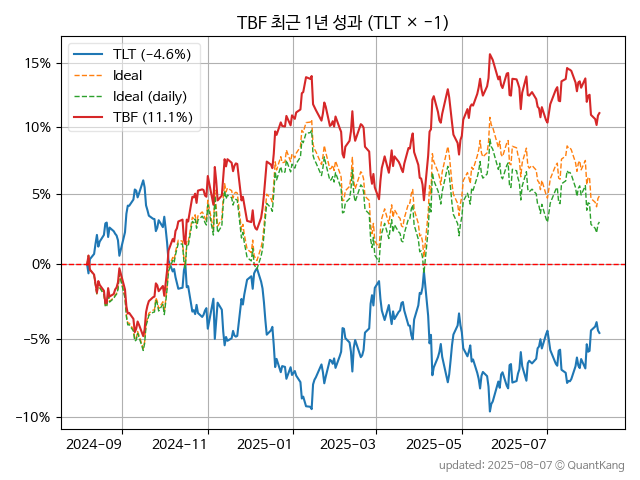 TBF 최근 1년 성과 (TLT × −1)
TLT (−4.6%)
Ideal
Ideal (daily)
TBF (11.1%)
15%
10%
5%
0%
−5%
−10%
2024-09 2024-11 2025-01 2025-03 2025-05 2025-07
updated: 2025-08-07 © QuantKang